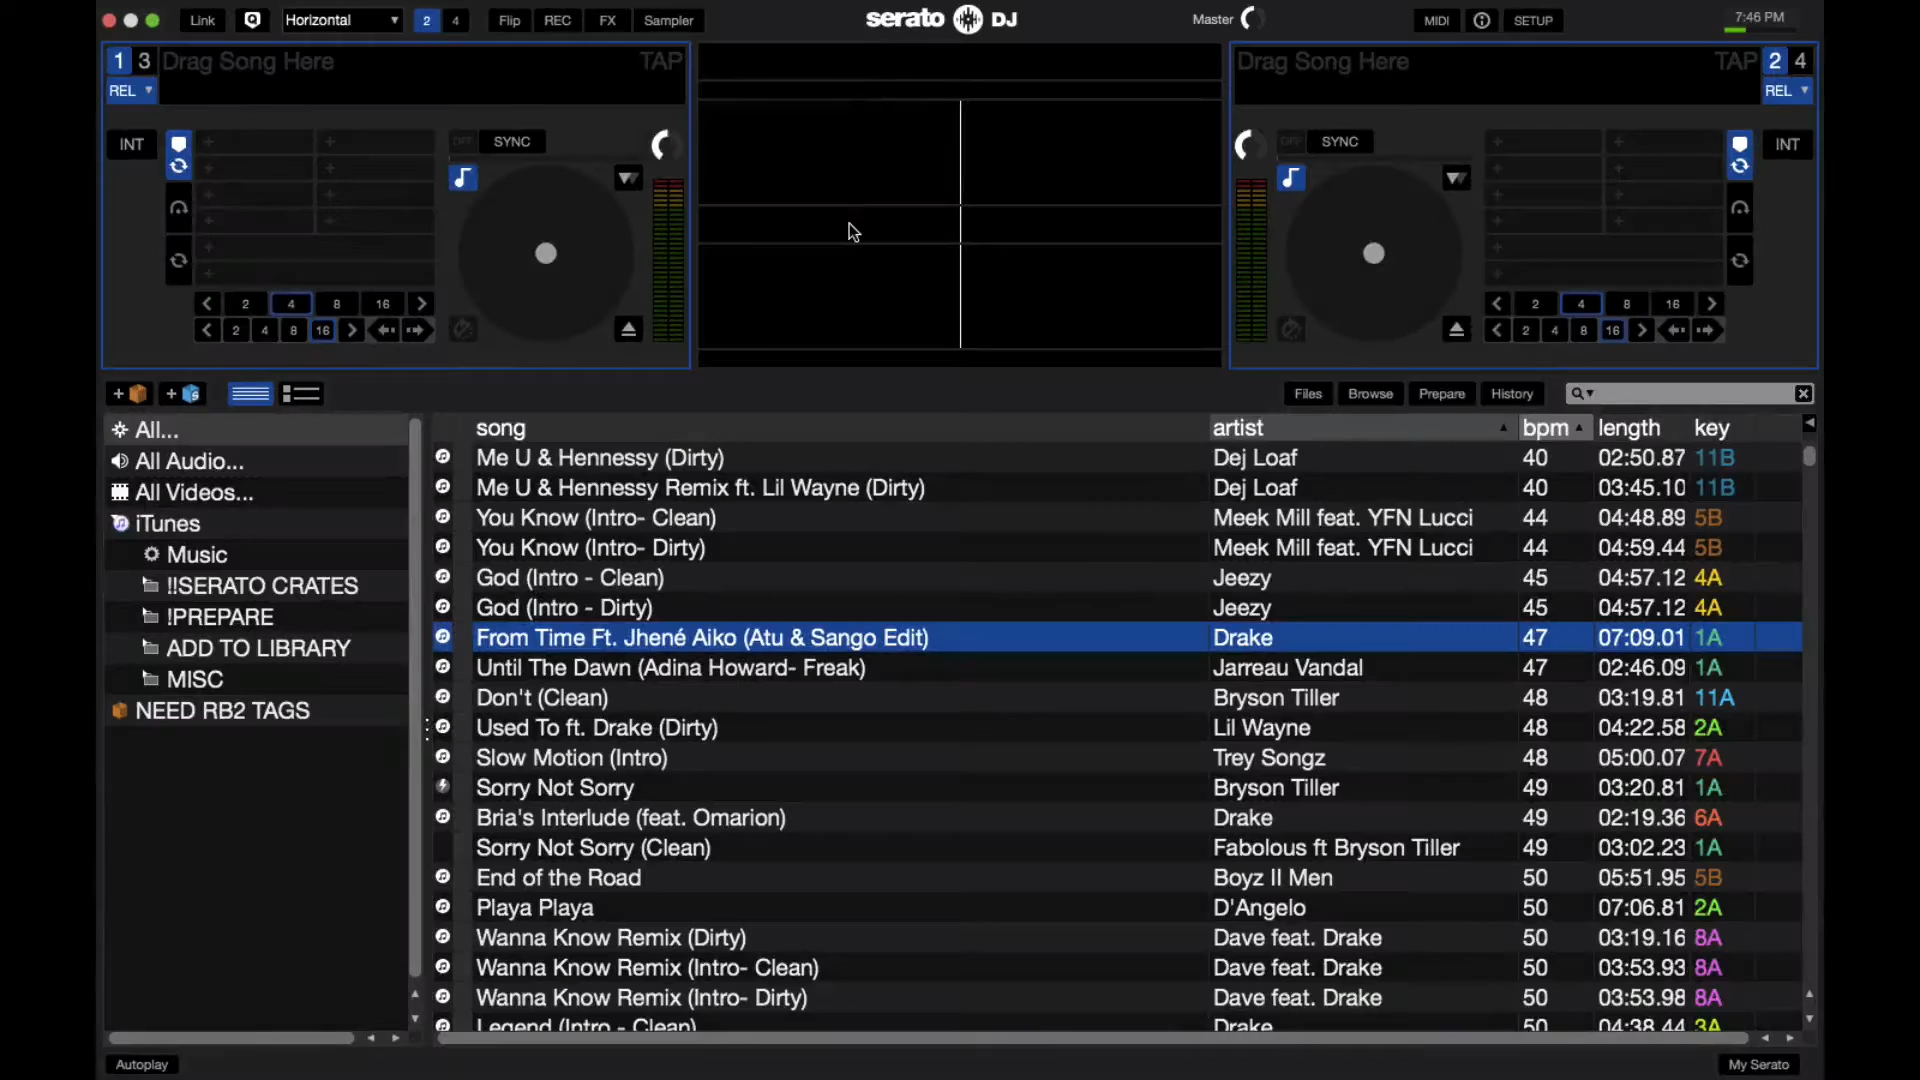 Link Horizontal 2 4 Flip REC FX Sampler serato DJ Master MIDI SETUP 7:46 PM
1 3 Drag Song Here TAP Drag Song Here TAP 2 4
REL REL
INT SYNC SYNC INT
2 4 8 16 2 4 8 16
2 4 8 16 2 4 8 16
Files Browse Prepare History
All...
All Audio...
All Videos...
iTunes
Music
!!SERATO CRATES
!PREPARE
ADD TO LIBRARY
MISC
NEED RB2 TAGS
song artist bpm length key
Me U & Hennessy (Dirty) Dej Loaf 40 02:50.87 11B
Me U & Hennessy Remix ft. Lil Wayne (Dirty) Dej Loaf 40 03:45.10 11B
You Know (Intro- Clean) Meek Mill feat. YFN Lucci 44 04:48.89 5B
You Know (Intro- Dirty) Meek Mill feat. YFN Lucci 44 04:59.44 5B
God (Intro - Clean) Jeezy 45 04:57.12 4A
God (Intro - Dirty) Jeezy 45 04:57.12 4A
From Time Ft. Jhené Aiko (Atu & Sango Edit) Drake 47 07:09.01 1A
Until The Dawn (Adina Howard- Freak) Jarreau Vandal 47 02:46.09 1A
Don't (Clean) Bryson Tiller 48 03:19.81 11A
Used To ft. Drake (Dirty) Lil Wayne 48 04:22.58 2A
Slow Motion (Intro) Trey Songz 48 05:00.07 7A
Sorry Not Sorry Bryson Tiller 49 03:20.81 1A
Bria's Interlude (feat. Omarion) Drake 49 02:19.36 6A
Sorry Not Sorry (Clean) Fabolous ft Bryson Tiller 49 03:02.23 1A
End of the Road Boyz II Men 50 05:51.95 5B
Playa Playa D'Angelo 50 07:06.81 2A
Wanna Know Remix (Dirty) Dave feat. Drake 50 03:19.16 8A
Wanna Know Remix (Intro- Clean) Dave feat. Drake 50 03:53.93 8A
Wanna Know Remix (Intro- Dirty) Dave feat. Drake 50 03:53.98 8A
Legend (Intro - Clean) Drake 50 04:38.44 3A
Autoplay My Serato